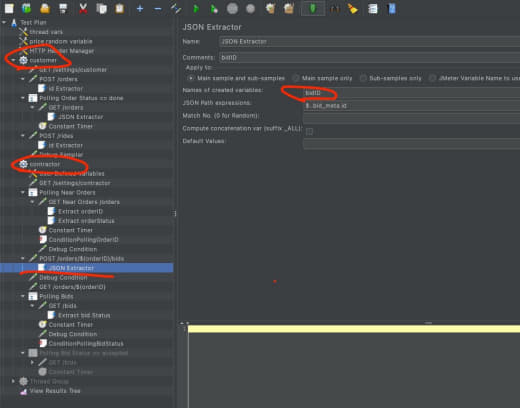 Test Plan
thread vars
price random variable
HTTP Header Manager
customer
GET /settings/customer
POST /orders
id Extractor
Polling Order Status == done
GET /orders
JSON Extractor
Constant Timer
POST /rides
id Extractor
Debug Sampler
contractor
User Defined Variables
GET /settings/contractor
Polling Near Orders
GET Near Orders /orders
Extract orderID
Extract orderStatus
Constant Timer
ConditionPollingOrderID
Debug Condition
POST /orders/${orderID}/bids
JSON Extractor
Debug Condition
GET /orders/${orderID}
Polling Bids
GET /bids
Extract bid Status
Constant Timer
Debug Condition
ConditionPollingBidStatus
Polling Bid Status == accepted
GET /bids
Constant Timer
Thread Group
View Results Tree
JSON Extractor
Name: JSON Extractor
Comments: bidID
Apply to:
Main sample and sub-samples Main sample only Sub-samples only JMeter Variable Name to use
Names of created variables: bidID
JSON Path expressions: $.bid_meta.id
Match No. (0 for Random):
Compute concatenation var (suffix _ALL):
Default Values:
1